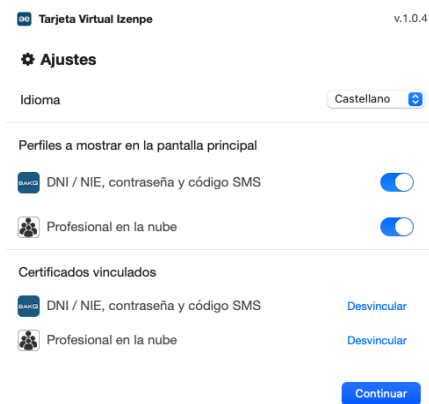 Tarjeta Virtual Izenpe v.1.0.4
Ajustes
Idioma Castellano
Perfiles a mostrar en la pantalla principal
DNI / NIE, contraseña y código SMS
Profesional en la nube
Certificados vinculados
DNI / NIE, contraseña y código SMS Desvincular
Profesional en la nube Desvincular
Continuar